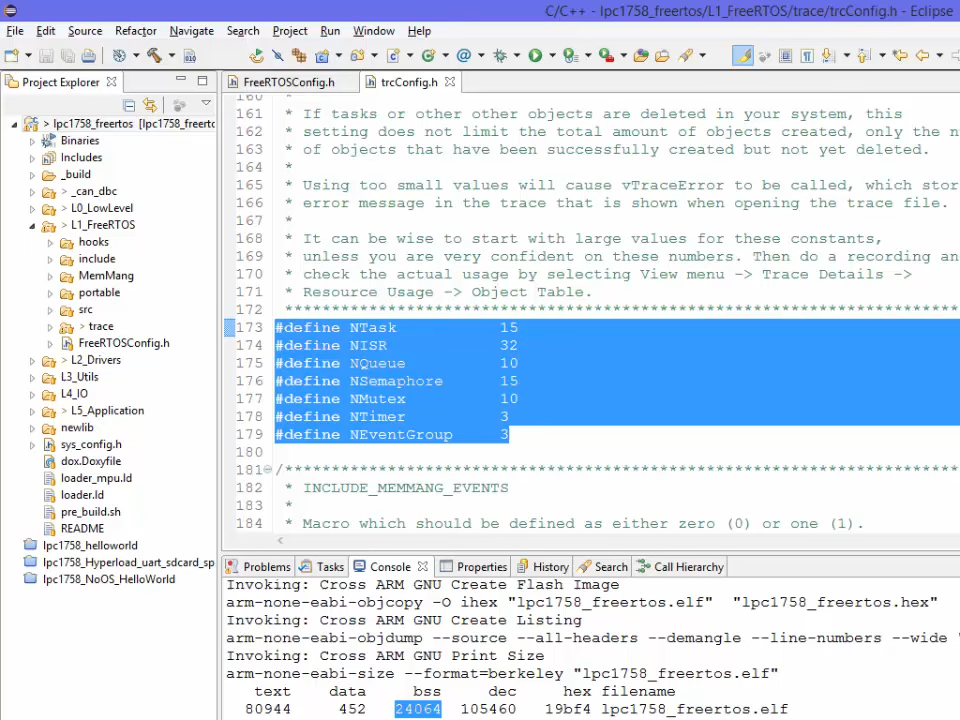 C/C++ - lpc1758_freertos/L1_FreeRTOS/trace/trcConfig.h - Eclipse
File Edit Source Refactor Navigate Search Project Run Window Help
Project Explorer
FreeRTOSConfig.h
trcConfig.h
> lpc1758_freertos [lpc1758_freerto
Binaries
Includes
_build
> _can_dbc
> L0_LowLevel
> L1_FreeRTOS
hooks
include
MemMang
portable
src
> trace
FreeRTOSConfig.h
> L2_Drivers
L3_Utils
L4_IO
> L5_Application
newlib
sys_config.h
dox.Doxyfile
loader_mpu.ld
loader.ld
pre_build.sh
README
lpc1758_helloworld
lpc1758_Hyperload_uart_sdcard_sp
lpc1758_NoOS_HelloWorld
160 *
161 * If tasks or other other objects are deleted in your system, this
162 * setting does not limit the total amount of objects created, only the n
163 * of objects that have been successfully created but not yet deleted.
164 *
165 * Using too small values will cause vTraceError to be called, which stor
166 * error message in the trace that is shown when opening the trace file.
167 *
168 * It can be wise to start with large values for these constants,
169 * unless you are very confident on these numbers. Then do a recording an
170 * check the actual usage by selecting View menu -> Trace Details ->
171 * Resource Usage -> Object Table.
172 ************************************************************************
173 #define NTask 15
174 #define NISR 32
175 #define NQueue 10
176 #define NSemaphore 15
177 #define NMutex 10
178 #define NTimer 3
179 #define NEventGroup 3
180
181 /************************************************************************
182 * INCLUDE_MEMMANG_EVENTS
183 *
184 * Macro which should be defined as either zero (0) or one (1).
Problems Tasks Console Properties History Search Call Hierarchy
Invoking: Cross ARM GNU Create Flash Image
arm-none-eabi-objcopy -O ihex "lpc1758_freertos.elf" "lpc1758_freertos.hex"
Invoking: Cross ARM GNU Create Listing
arm-none-eabi-objdump --source --all-headers --demangle --line-numbers --wide "
Invoking: Cross ARM GNU Print Size
arm-none-eabi-size --format=berkeley "lpc1758_freertos.elf"
text data bss dec hex filename
80944 452 24064 105460 19bf4 lpc1758_freertos.elf